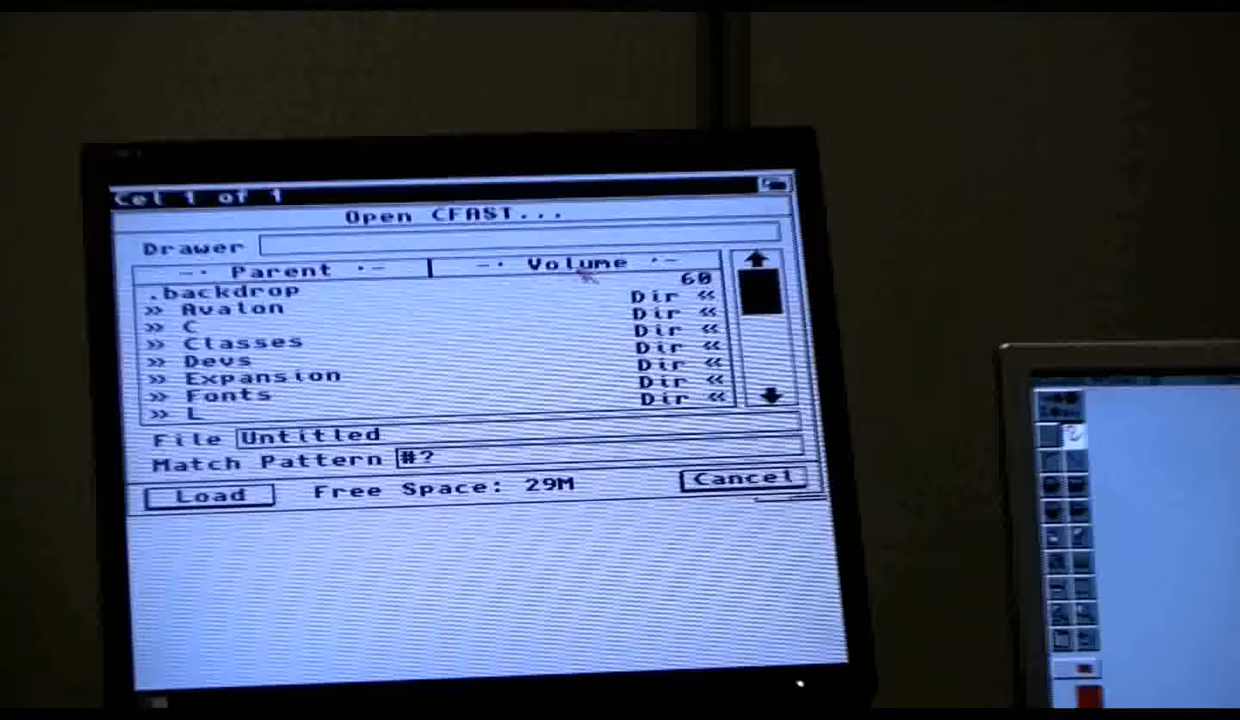 Cel 1 of 1
Open CFAST...
Drawer
Parent Volume
.backdrop 60
» Avalon Dir «
» C Dir «
» Classes Dir «
» Devs Dir «
» Expansion Dir «
» Fonts Dir «
» L Dir «
File Untitled
Match Pattern #?
Load Free Space: 29M Cancel